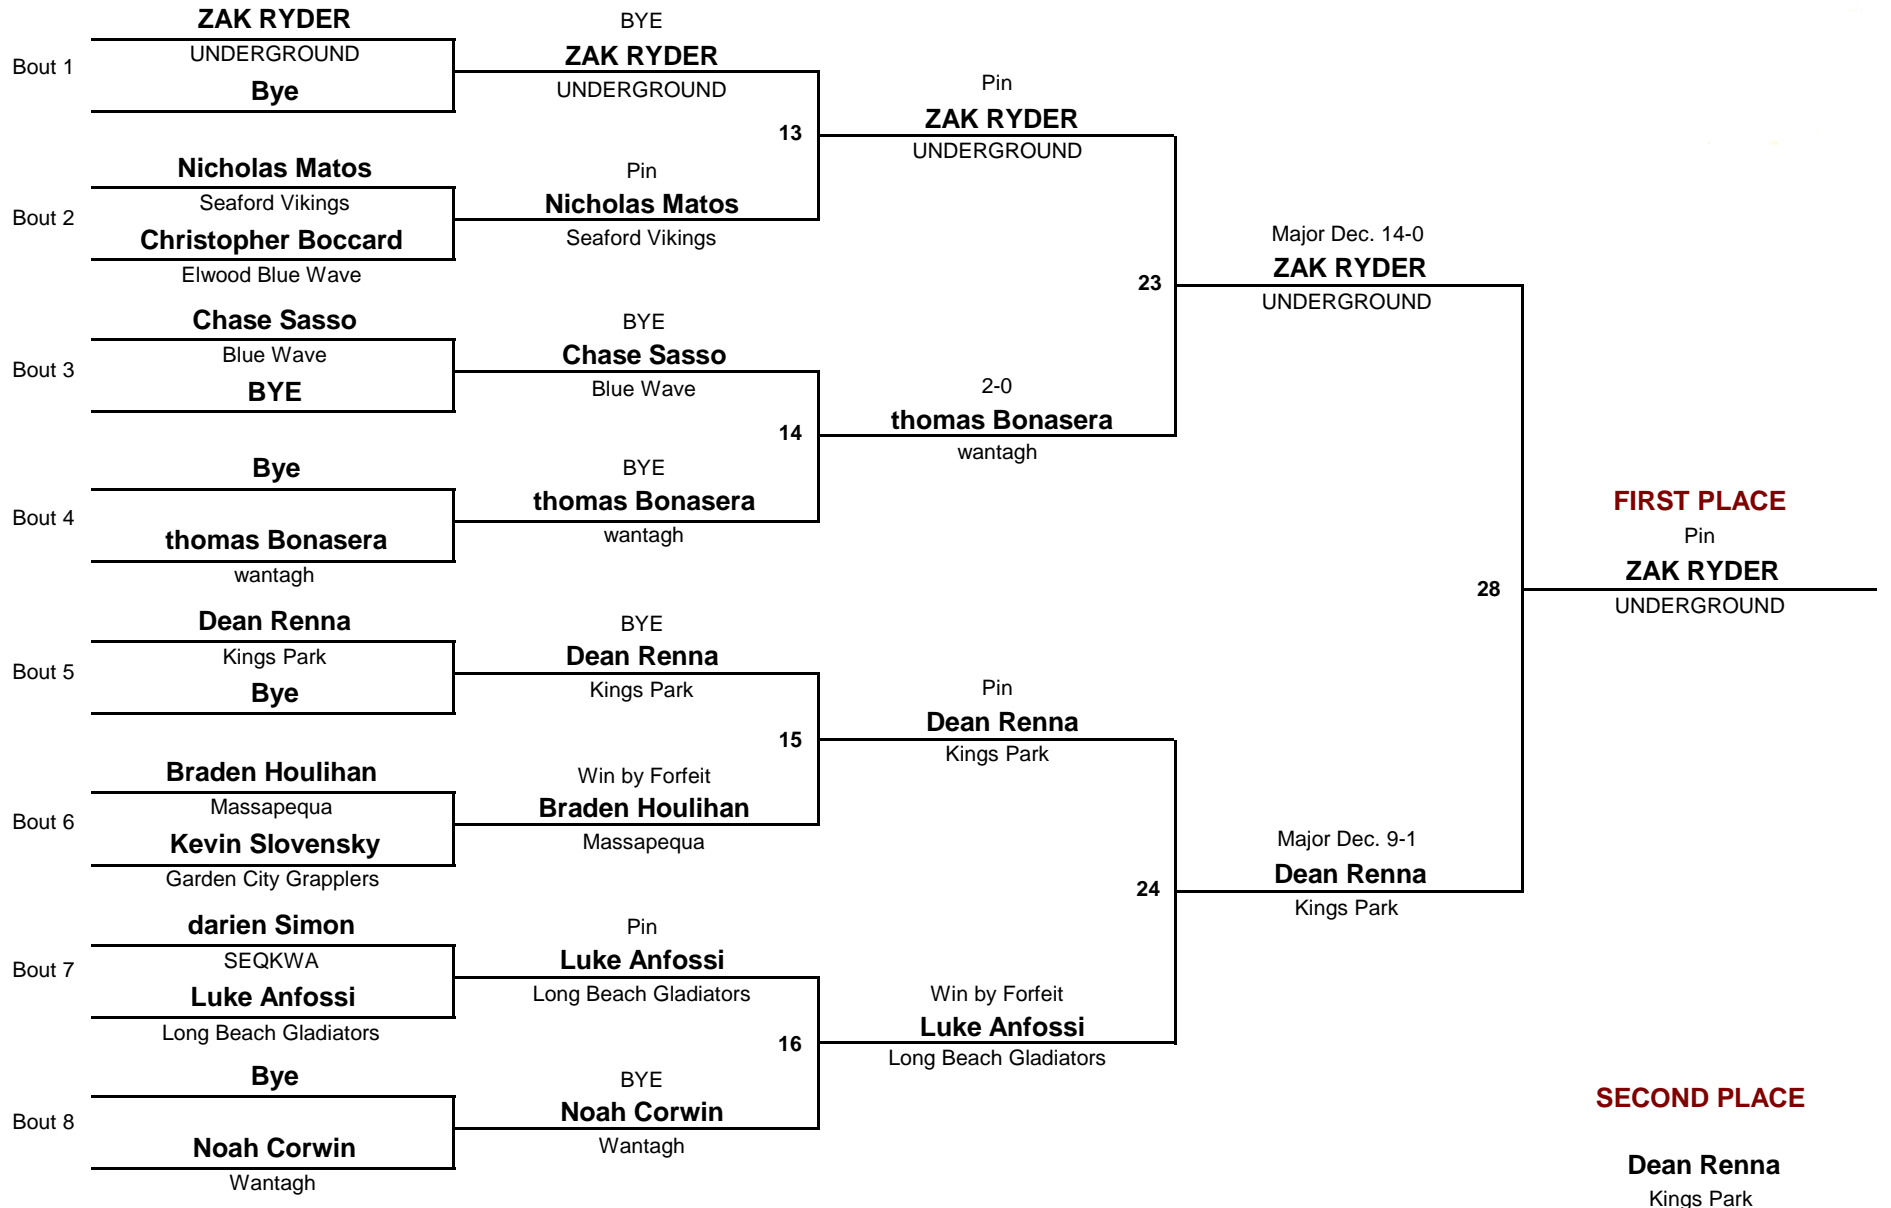 ZAK RYDER
Bout 1
UNDERGROUND
Bye
Nicholas Matos
Bout 2
Seaford Vikings
Christopher Boccard
Elwood Blue Wave
Chase Sasso
Bout 3
Blue Wave
BYE
Bye
Bout 4
thomas Bonasera
wantagh
Dean Renna
Bout 5
Kings Park
Bye
Braden Houlihan
Bout 6
Massapequa
Kevin Slovensky
Garden City Grapplers
darien Simon
Bout 7
SEQKWA
Luke Anfossi
Long Beach Gladiators
Bye
Bout 8
Noah Corwin
Wantagh
BYE
ZAK RYDER
UNDERGROUND
13
Pin
Nicholas Matos
Seaford Vikings
BYE
Chase Sasso
Blue Wave
14
BYE
thomas Bonasera
wantagh
BYE
Dean Renna
Kings Park
15
Win by Forfeit
Braden Houlihan
Massapequa
Pin
Luke Anfossi
Long Beach Gladiators
16
BYE
Noah Corwin
Wantagh
Pin
ZAK RYDER
UNDERGROUND
23
2-0
thomas Bonasera
wantagh
Pin
Dean Renna
Kings Park
24
Win by Forfeit
Luke Anfossi
Long Beach Gladiators
Major Dec. 14-0
ZAK RYDER
UNDERGROUND
28
Major Dec. 9-1
Dean Renna
Kings Park
FIRST PLACE
Pin
ZAK RYDER
UNDERGROUND
SECOND PLACE
Dean Renna
Kings Park